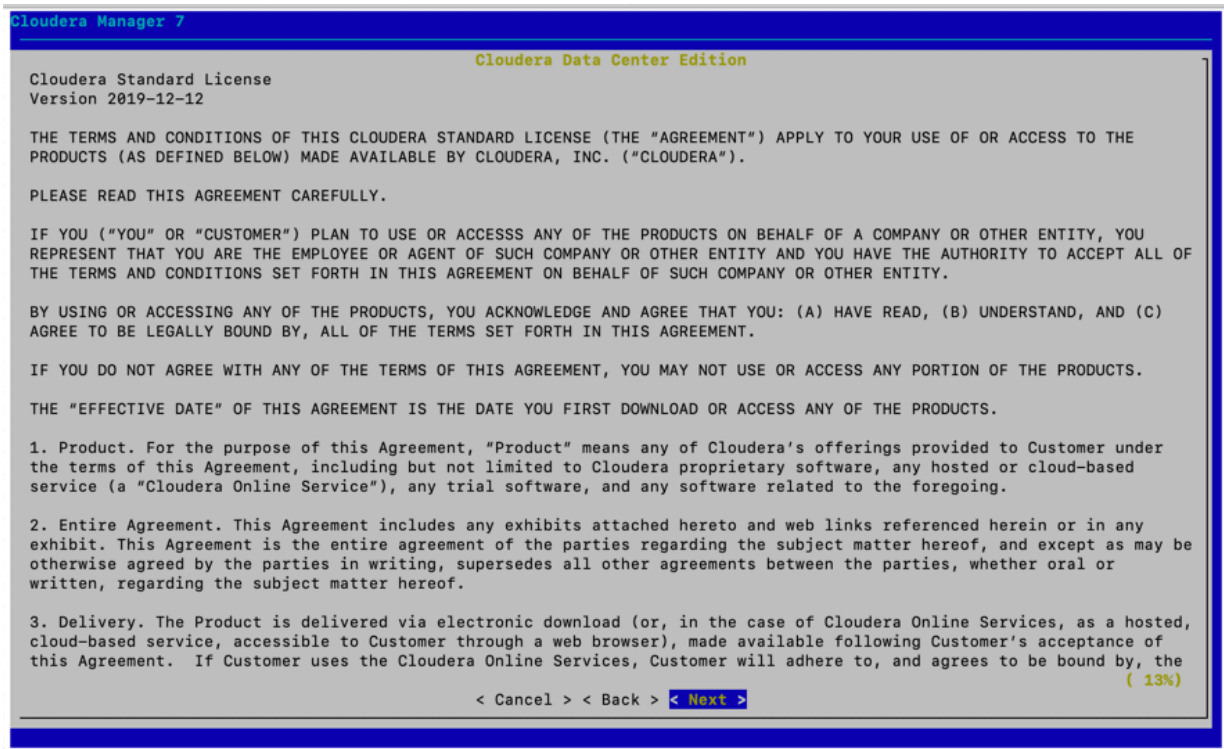 Cloudera Manager 7
Cloudera Data Center Edition
Cloudera Standard License
Version 2019-12-12
THE TERMS AND CONDITIONS OF THIS CLOUDERA STANDARD LICENSE (THE “AGREEMENT”) APPLY TO YOUR USE OF OR ACCESS TO THE
PRODUCTS (AS DEFINED BELOW) MADE AVAILABLE BY CLOUDERA, INC. (“CLOUDERA”).
PLEASE READ THIS AGREEMENT CAREFULLY.
IF YOU (“YOU” OR “CUSTOMER”) PLAN TO USE OR ACCESSS ANY OF THE PRODUCTS ON BEHALF OF A COMPANY OR OTHER ENTITY, YOU
REPRESENT THAT YOU ARE THE EMPLOYEE OR AGENT OF SUCH COMPANY OR OTHER ENTITY AND YOU HAVE THE AUTHORITY TO ACCEPT ALL OF
THE TERMS AND CONDITIONS SET FORTH IN THIS AGREEMENT ON BEHALF OF SUCH COMPANY OR OTHER ENTITY.
BY USING OR ACCESSING ANY OF THE PRODUCTS, YOU ACKNOWLEDGE AND AGREE THAT YOU: (A) HAVE READ, (B) UNDERSTAND, AND (C)
AGREE TO BE LEGALLY BOUND BY, ALL OF THE TERMS SET FORTH IN THIS AGREEMENT.
IF YOU DO NOT AGREE WITH ANY OF THE TERMS OF THIS AGREEMENT, YOU MAY NOT USE OR ACCESS ANY PORTION OF THE PRODUCTS.
THE “EFFECTIVE DATE” OF THIS AGREEMENT IS THE DATE YOU FIRST DOWNLOAD OR ACCESS ANY OF THE PRODUCTS.
1. Product. For the purpose of this Agreement, “Product” means any of Cloudera’s offerings provided to Customer under
the terms of this Agreement, including but not limited to Cloudera proprietary software, any hosted or cloud-based
service (a “Cloudera Online Service”), any trial software, and any software related to the foregoing.
2. Entire Agreement. This Agreement includes any exhibits attached hereto and web links referenced herein or in any
exhibit. This Agreement is the entire agreement of the parties regarding the subject matter hereof, and except as may be
otherwise agreed by the parties in writing, supersedes all other agreements between the parties, whether oral or
written, regarding the subject matter hereof.
3. Delivery. The Product is delivered via electronic download (or, in the case of Cloudera Online Services, as a hosted,
cloud-based service, accessible to Customer through a web browser), made available following Customer’s acceptance of
this Agreement.  If Customer uses the Cloudera Online Services, Customer will adhere to, and agrees to be bound by, the
( 13%)
< Cancel > < Back > < Next >